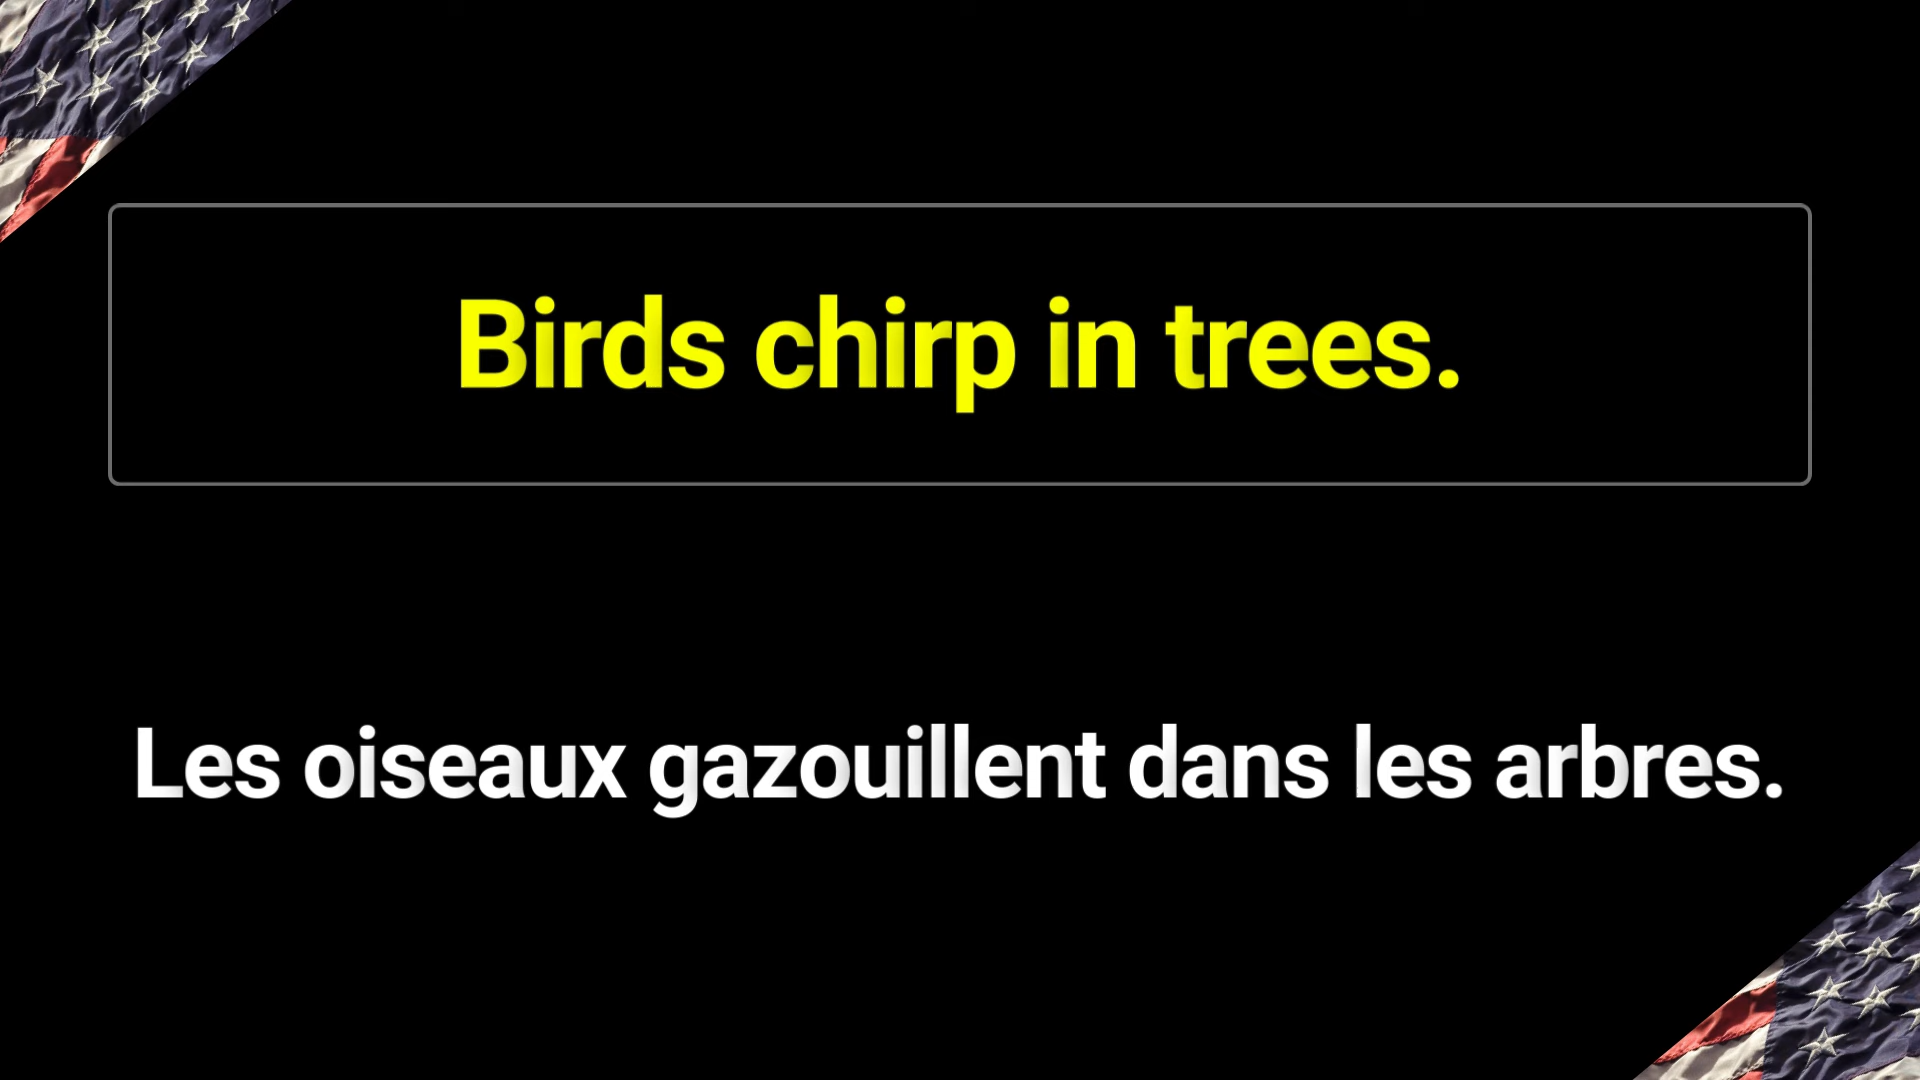 Birds chirp in trees.
Les oiseaux gazouillent dans les arbres.